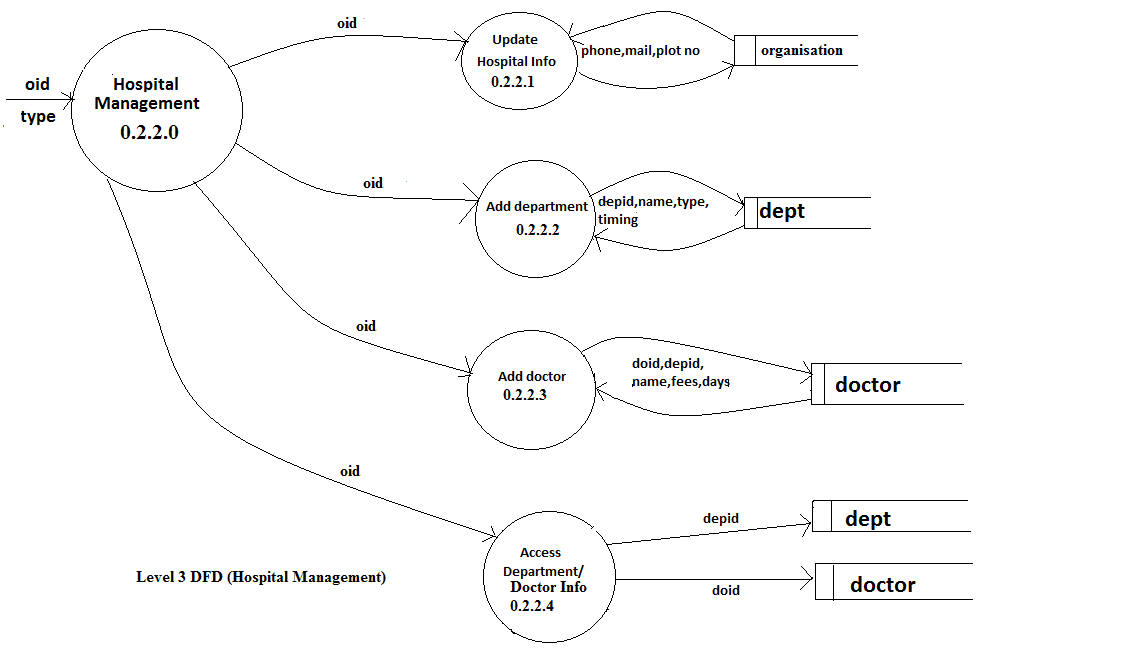 oid
type
Hospital
Management
0.2.2.0
oid
Update
Hospital Info
0.2.2.1
phone,mail,plot no
organisation
oid
Add department
0.2.2.2
depid,name,type,
timing
dept
oid
Add doctor
0.2.2.3
doid,depid,
name,fees,days
doctor
oid
Access
Department/
Doctor Info
0.2.2.4
depid
dept
doid
doctor
Level 3 DFD (Hospital Management)